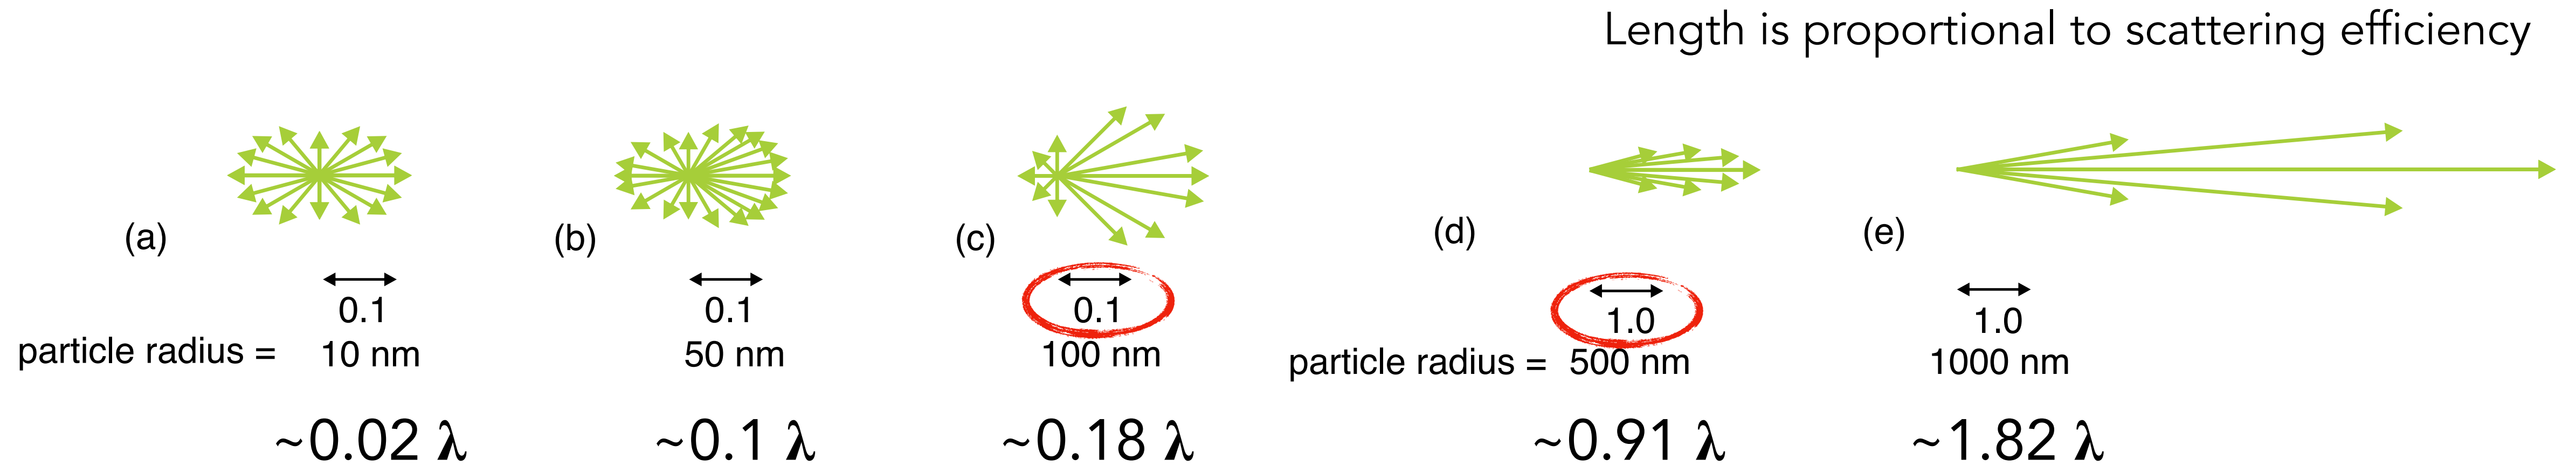 Length is proportional to scattering efficiency
(a) (b) (c) (d) (e)
0.1 0.1 0.1 1.0 1.0
particle radius = 10 nm 50 nm 100 nm particle radius = 500 nm 1000 nm
~0.02 λ ~0.1 λ ~0.18 λ ~0.91 λ ~1.82 λ